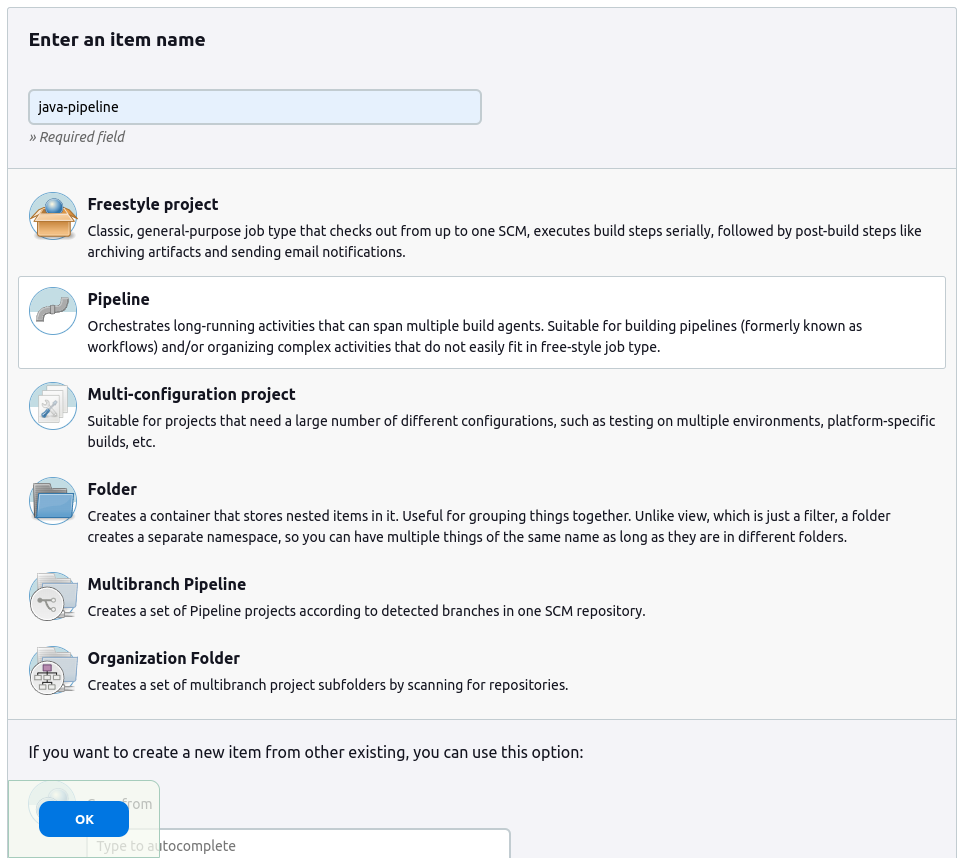 Enter an item name
java-pipeline
» Required field
Freestyle project
Classic, general-purpose job type that checks out from up to one SCM, executes build steps serially, followed by post-build steps like
archiving artifacts and sending email notifications.
Pipeline
Orchestrates long-running activities that can span multiple build agents. Suitable for building pipelines (formerly known as
workflows) and/or organizing complex activities that do not easily fit in free-style job type.
Multi-configuration project
Suitable for projects that need a large number of different configurations, such as testing on multiple environments, platform-specific
builds, etc.
Folder
Creates a container that stores nested items in it. Useful for grouping things together. Unlike view, which is just a filter, a folder
creates a separate namespace, so you can have multiple things of the same name as long as they are in different folders.
Multibranch Pipeline
Creates a set of Pipeline projects according to detected branches in one SCM repository.
Organization Folder
Creates a set of multibranch project subfolders by scanning for repositories.
If you want to create a new item from other existing, you can use this option:
from
OK
Type to autocomplete